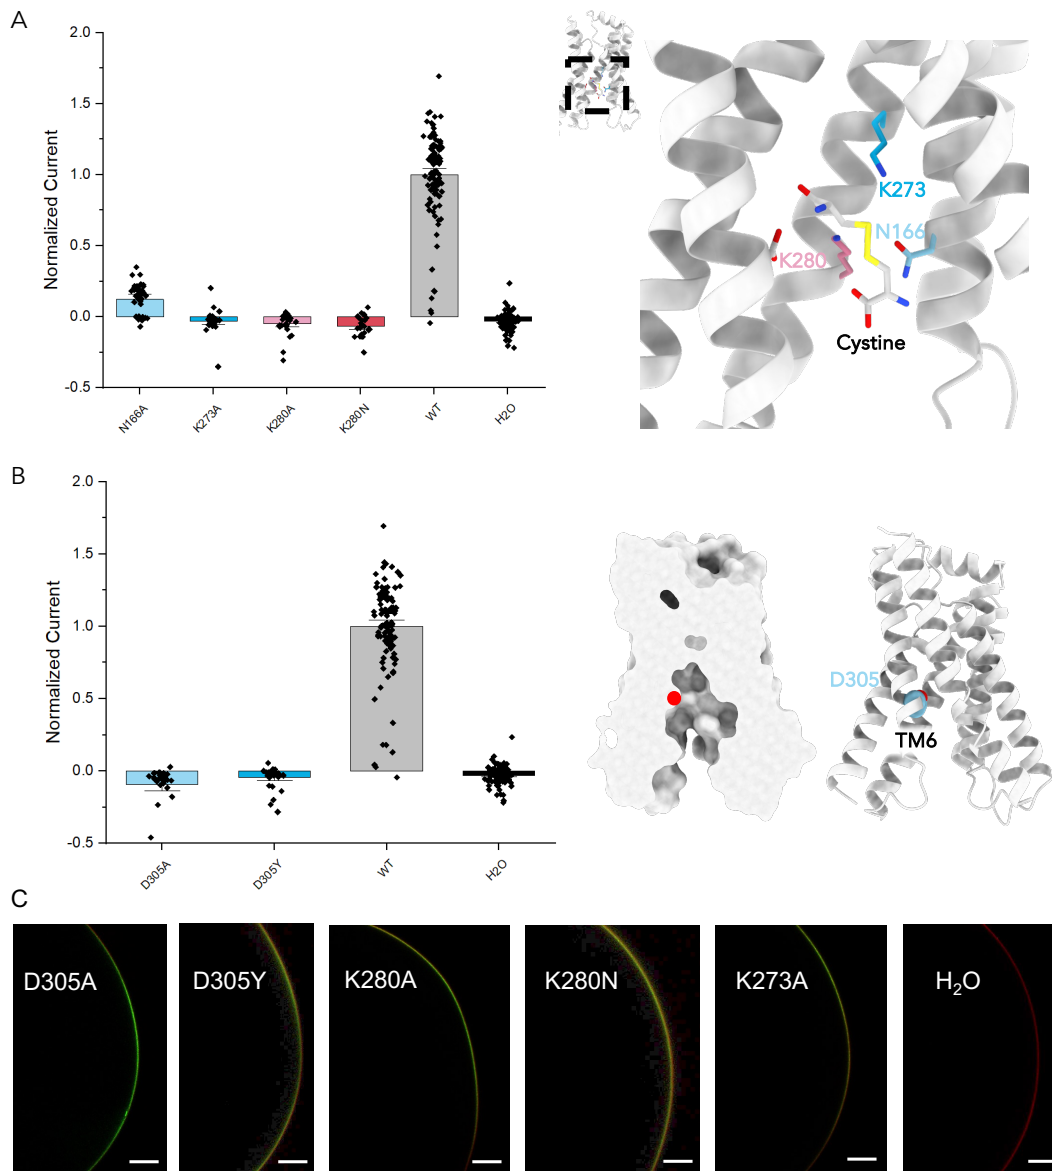 A
Normalized Current
2.0
1.5
1.0
0.5
0.0
-0.5
N166A
K273A
K280A
K280N
WT
H2O
K273
N166
K280
Cystine
B
Normalized Current
2.0
1.5
1.0
0.5
0.0
-0.5
D305A
D305Y
WT
H2O
D305
TM6
C
D305A
D305Y
K280A
K280N
K273A
H₂O